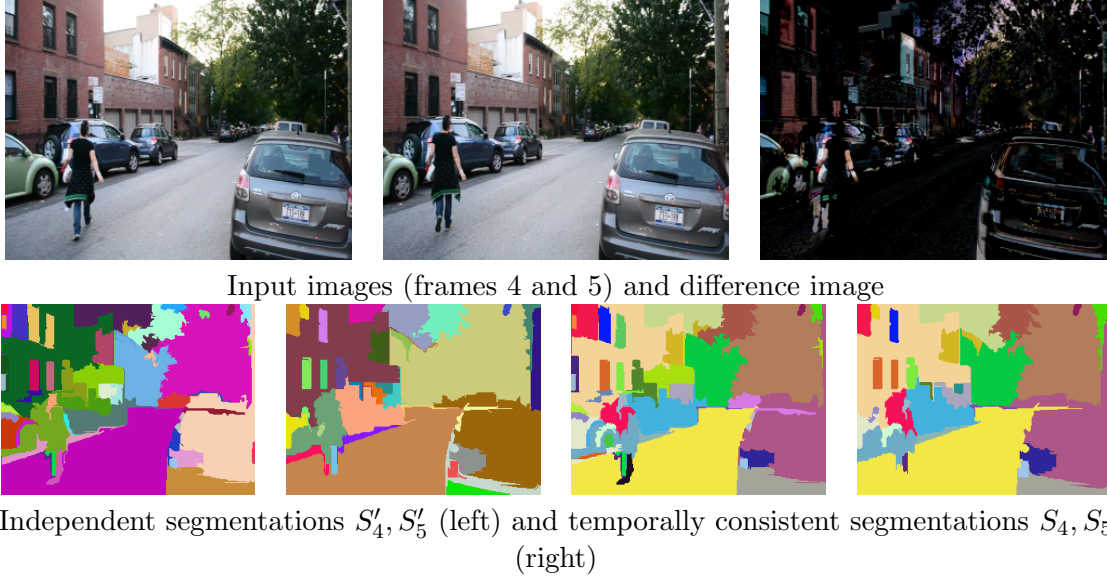 Input images (frames 4 and 5) and difference image
Independent segmentations S′₄, S′₅ (left) and temporally consistent segmentations S₄, S₅
(right)